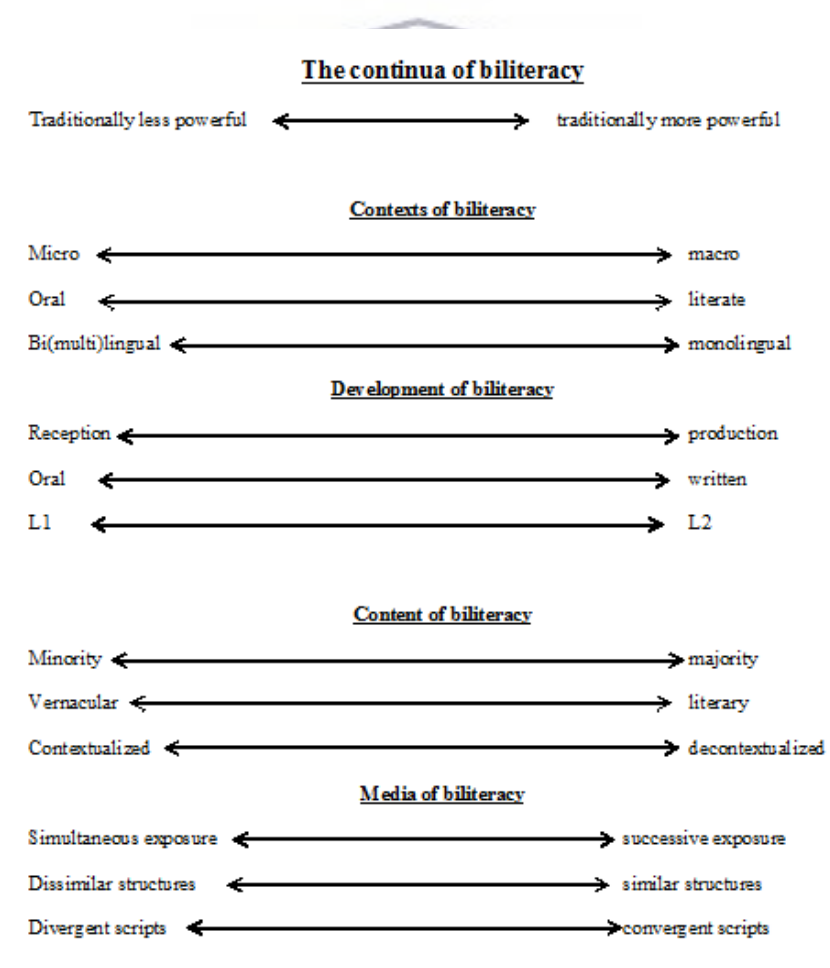 The continua of biliteracy
Traditionally less powerful traditionally more powerful
Contexts of biliteracy
Micro macro
Oral literate
Bi(multi)lingual monolingual
Development of biliteracy
Reception production
Oral written
L1 L2
Content of biliteracy
Minority majority
Vernacular literary
Contextualized decontextualized
Media of biliteracy
Simultaneous exposure successive exposure
Dissimilar structures similar structures
Divergent scripts convergent scripts